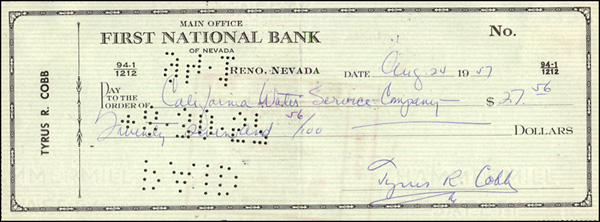 MAIN OFFICE
FIRST NATIONAL BANK
OF NEVADA
No.
94-1
1212
RENO, NEVADA
DATE Aug 24 1957
94-1
1212
PAY TO THE ORDER OF California Water Service Company $ 27.56
Twenty seven and 56/100 DOLLARS
TYRUS R. COBB
Tyrus R. Cobb